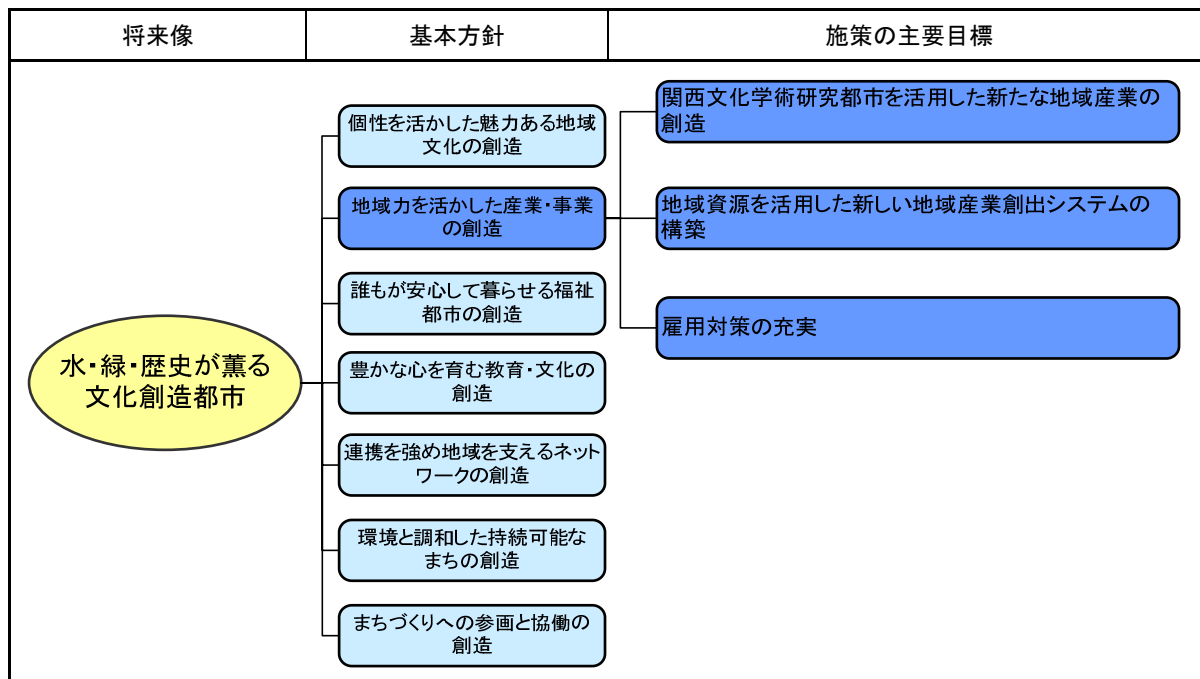 将来像
基本方針
施策の主要目標
水・緑・歴史が薫る
文化創造都市
個性を活かした魅力ある地域
文化の創造
地域力を活かした産業・事業
の創造
誰もが安心して暮らせる福祉
都市の創造
豊かな心を育む教育・文化の
創造
連携を強め地域を支えるネット
ワークの創造
環境と調和した持続可能な
まちの創造
まちづくりへの参画と協働の
創造
関西文化学術研究都市を活用した新たな地域産業の
創造
地域資源を活用した新しい地域産業創出システムの
構築
雇用対策の充実